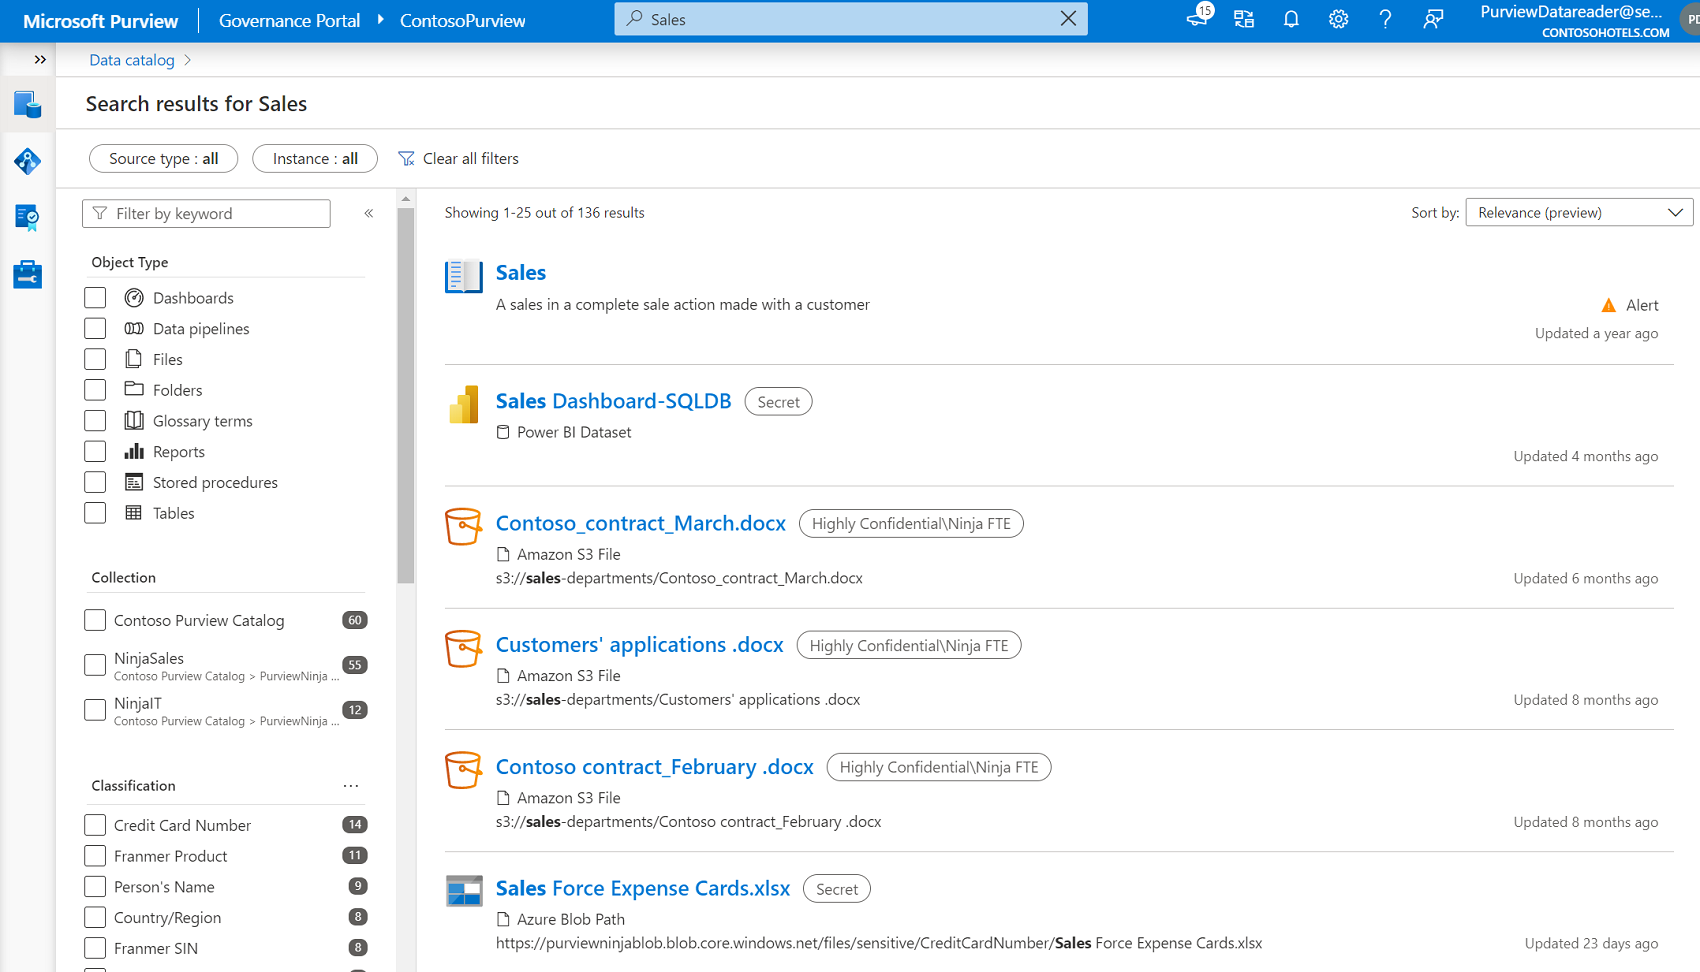 Microsoft Purview
Governance Portal
ContosoPurview
Sales
15
PurviewDatareader@se...
CONTOSOHOTELS.COM
Data catalog
Search results for Sales
Source type : all
Instance : all
Clear all filters
Filter by keyword
Object Type
Dashboards
Data pipelines
Files
Folders
Glossary terms
Reports
Stored procedures
Tables
Collection
Contoso Purview Catalog
60
NinjaSales
55
Contoso Purview Catalog > PurviewNinja ...
NinjaIT
12
Contoso Purview Catalog > PurviewNinja ...
Classification
...
Credit Card Number
14
Franmer Product
11
Person's Name
9
Country/Region
8
Franmer SIN
8
Showing 1-25 out of 136 results
Sort by:
Relevance (preview)
Sales
A sales in a complete sale action made with a customer
Alert
Updated a year ago
Sales Dashboard-SQLDB
Secret
Power BI Dataset
Updated 4 months ago
Contoso_contract_March.docx
Highly Confidential\Ninja FTE
Amazon S3 File
s3://sales-departments/Contoso_contract_March.docx
Updated 6 months ago
Customers' applications .docx
Highly Confidential\Ninja FTE
Amazon S3 File
s3://sales-departments/Customers' applications .docx
Updated 8 months ago
Contoso contract_February .docx
Highly Confidential\Ninja FTE
Amazon S3 File
s3://sales-departments/Contoso contract_February .docx
Updated 8 months ago
Sales Force Expense Cards.xlsx
Secret
Azure Blob Path
https://purviewninjablob.blob.core.windows.net/files/sensitive/CreditCardNumber/Sales Force Expense Cards.xlsx
Updated 23 days ago